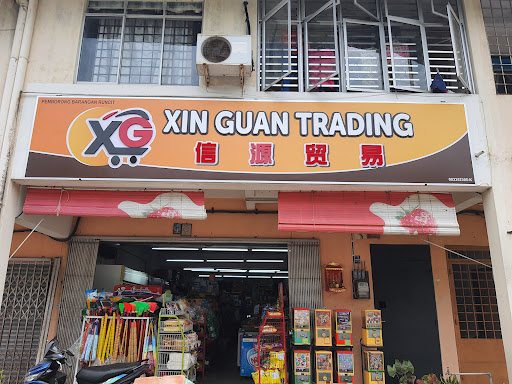 PEMBORONG BARANGAN RUNCIT
XG XIN GUAN TRADING
信源贸易